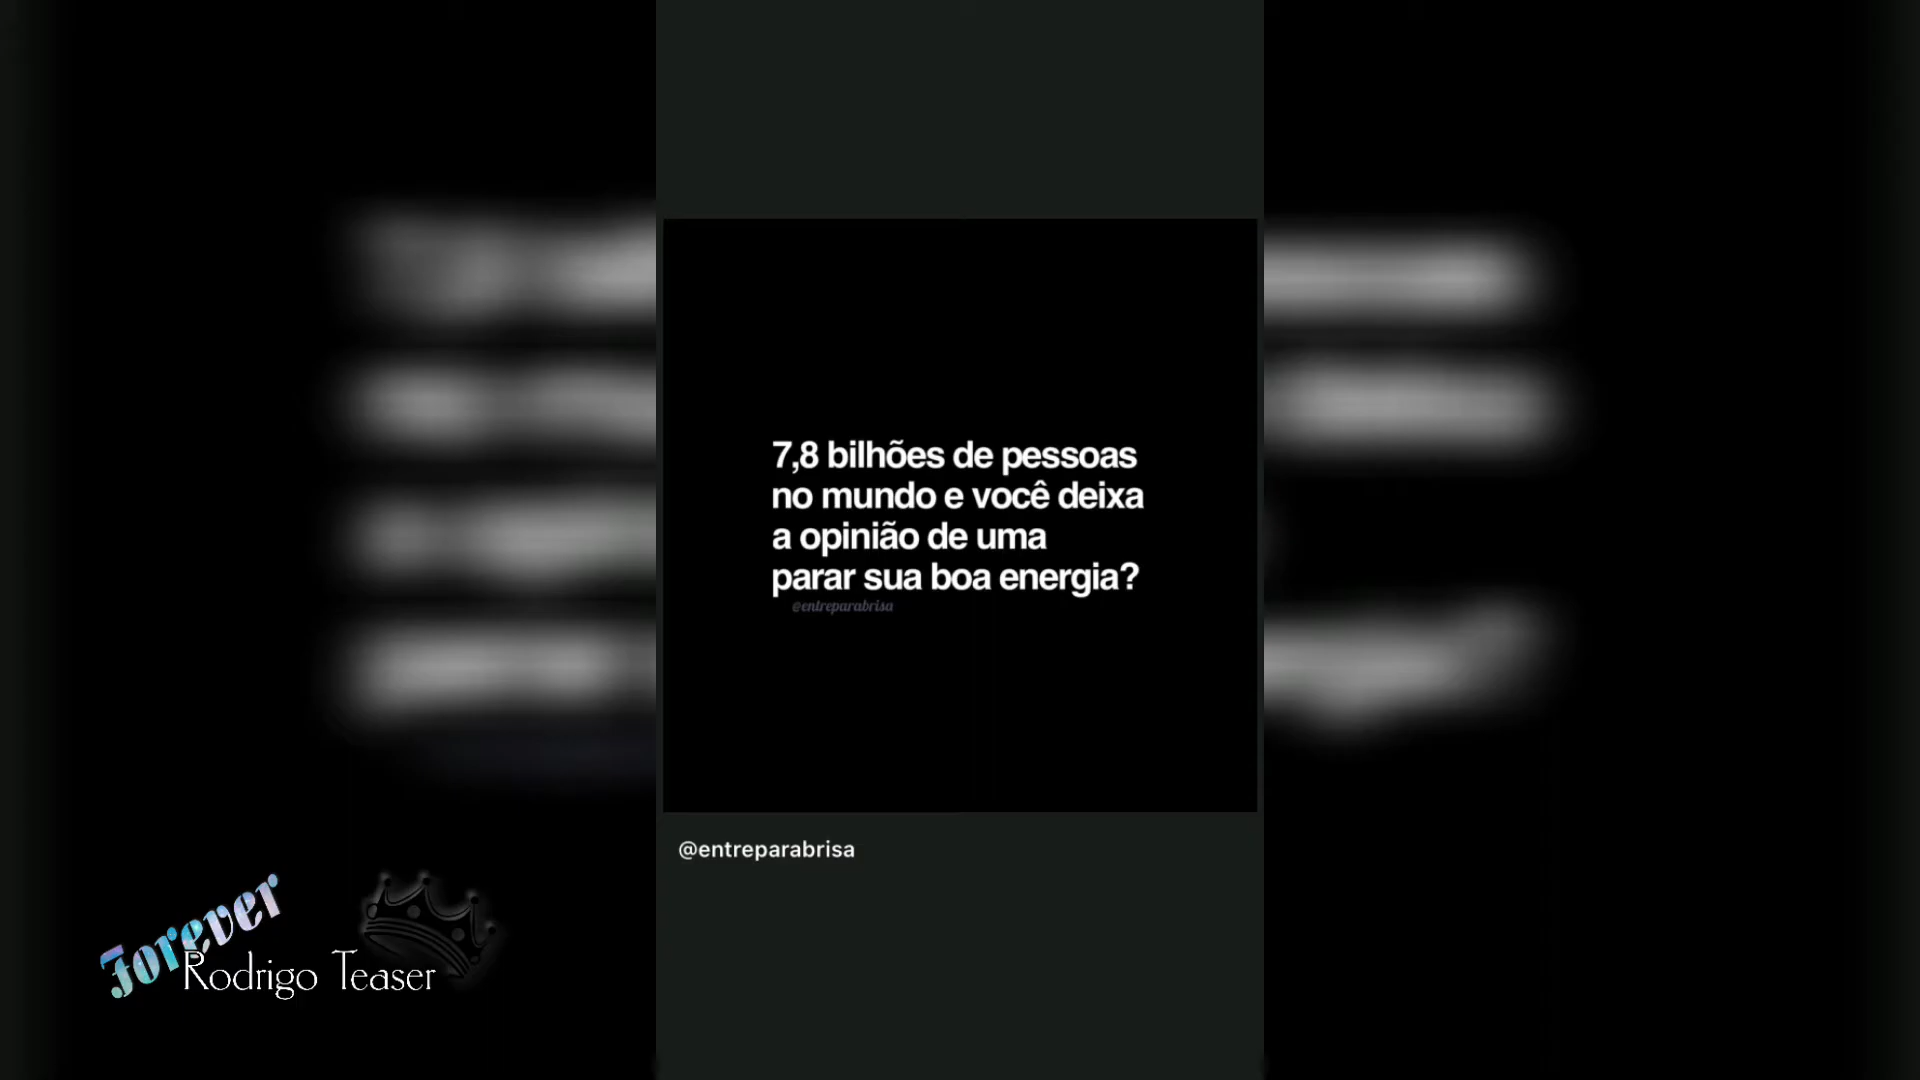 7,8 bilhões de pessoas
no mundo e você deixa
a opinião de uma
parar sua boa energia?
@entreparabrisa
@entreparabrisa
Forever
Rodrigo Teaser